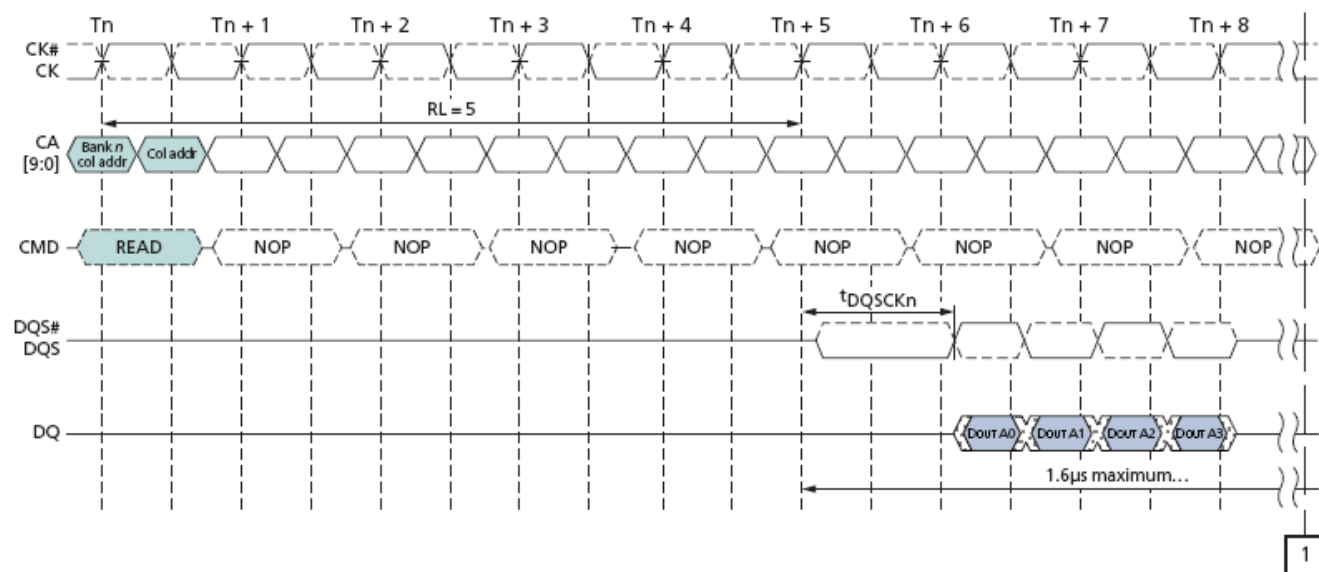 Tn Tn + 1 Tn + 2 Tn + 3 Tn + 4 Tn + 5 Tn + 6 Tn + 7 Tn + 8
CK#
CK
RL = 5
CA
[9:0]
Bank n
col addr
Col addr
CMD
READ NOP NOP NOP NOP NOP NOP NOP NOP
tDQSCKn
DQS#
DQS
DQ
DOUT A0 DOUT A1 DOUT A2 DOUT A3
1.6μs maximum…
1